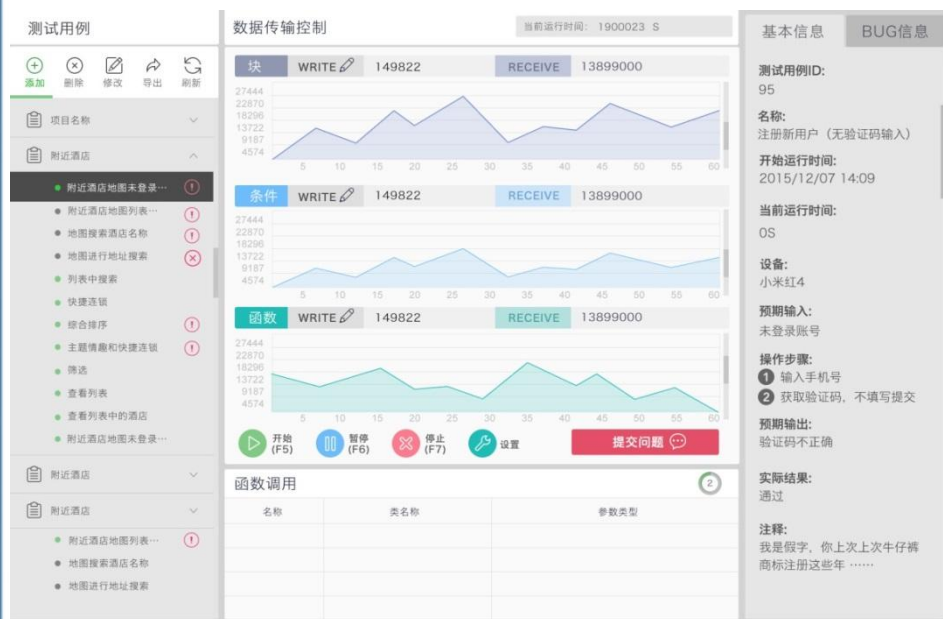 测试用例
添加
删除
修改
导出
刷新
项目名称
附近酒店
附近酒店地图未登录…
附近酒店地图列表…
地图搜索酒店名称
地图进行地址搜索
列表中搜索
快捷连锁
综合排序
主题情趣和快捷连锁
筛选
查看列表
查看列表中的酒店
附近酒店地图未登录…
附近酒店
附近酒店
附近酒店地图列表…
地图搜索酒店名称
地图进行地址搜索
数据传输控制
当前运行时间: 1900023 S
块 WRITE 149822 RECEIVE 13899000
27444
22870
18296
13722
9187
4574
5 10 15 20 25 30 35 40 45 50 55 60
条件 WRITE 149822 RECEIVE 13899000
27444
22870
18296
13722
9187
4574
5 10 15 20 25 30 35 40 45 50 55 60
函数 WRITE 149822 RECEIVE 13899000
27444
22870
18296
13722
9187
4574
5 10 15 20 25 30 35 40 45 50 55 60
开始
(F5)
暂停
(F6)
停止
(F7)
设置
提交问题
函数调用
2
名称 类名称 参数类型
基本信息 BUG信息
测试用例ID:
95
名称:
注册新用户（无验证码输入）
开始运行时间:
2015/12/07 14:09
当前运行时间:
0S
设备:
小米红4
预期输入:
未登录账号
操作步骤:
1 输入手机号
2 获取验证码，不填写提交
预期输出:
验证码不正确
实际结果:
通过
注释:
我是假字，你上次上次牛仔裤
商标注册这些年 ……